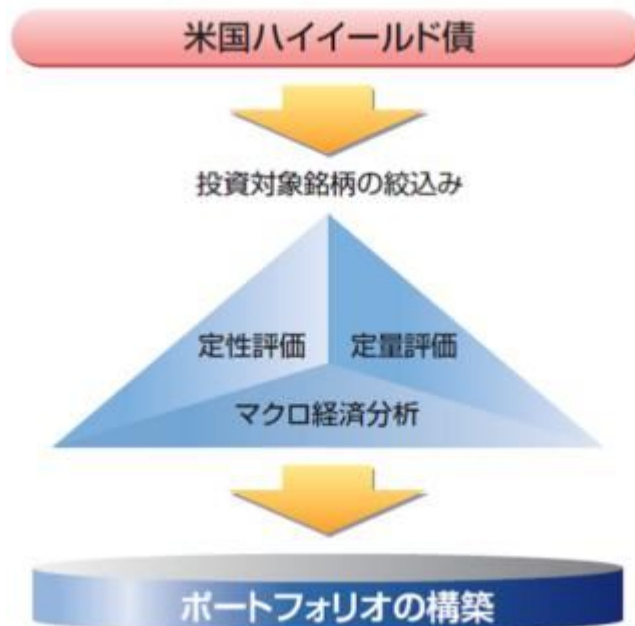 米国ハイイールド債
投資対象銘柄の絞込み
定性評価
定量評価
マクロ経済分析
ポートフォリオの構築